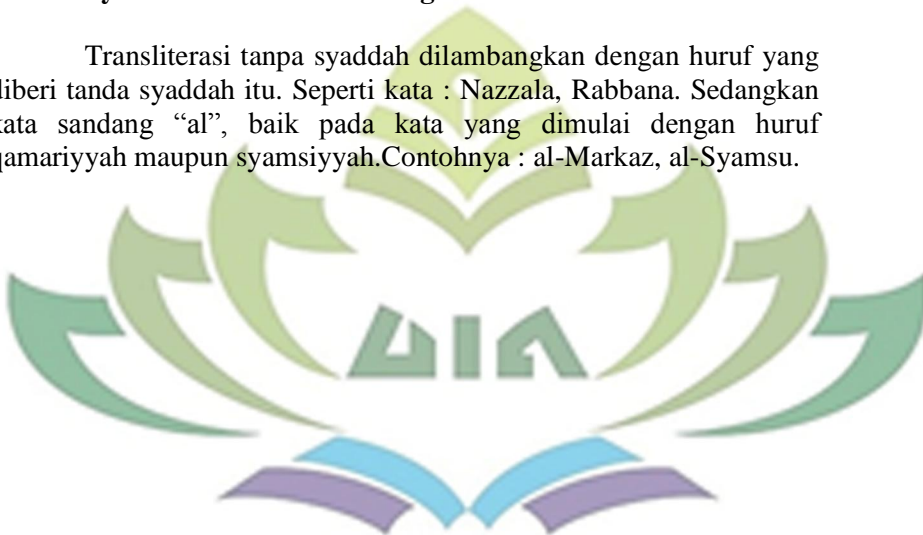 Transliterasi tanpa syaddah dilambangkan dengan huruf yang
diberi tanda syaddah itu. Seperti kata : Nazzala, Rabbana. Sedangkan
kata sandang “al”, baik pada kata yang dimulai dengan huruf
qamariyyah maupun syamsiyyah.Contohnya : al-Markaz, al-Syamsu.
UIN